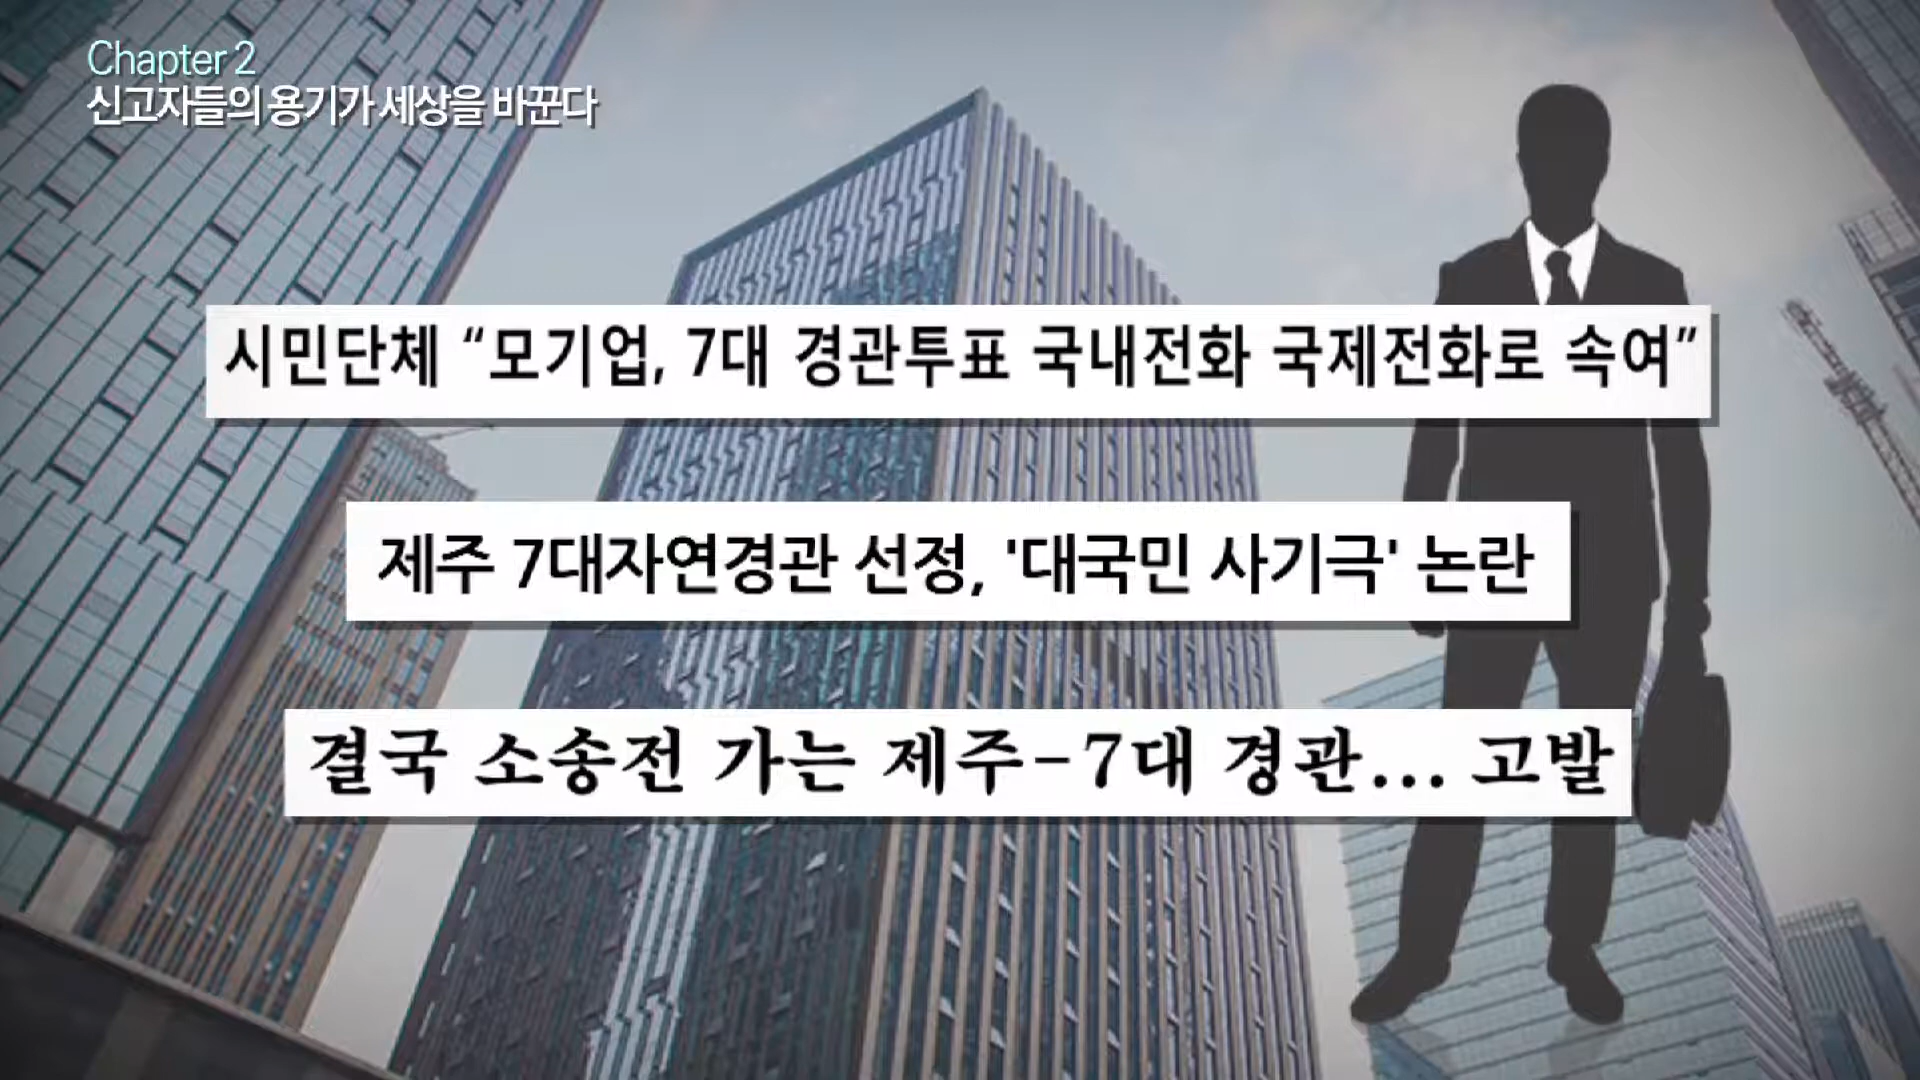 Chapter 2
신고자들의 용기가 세상을 바꾼다
시민단체 “모기업, 7대 경관투표 국내전화 국제전화로 속여”
제주 7대자연경관 선정, '대국민 사기극' 논란
결국 소송전 가는 제주-7대 경관... 고발